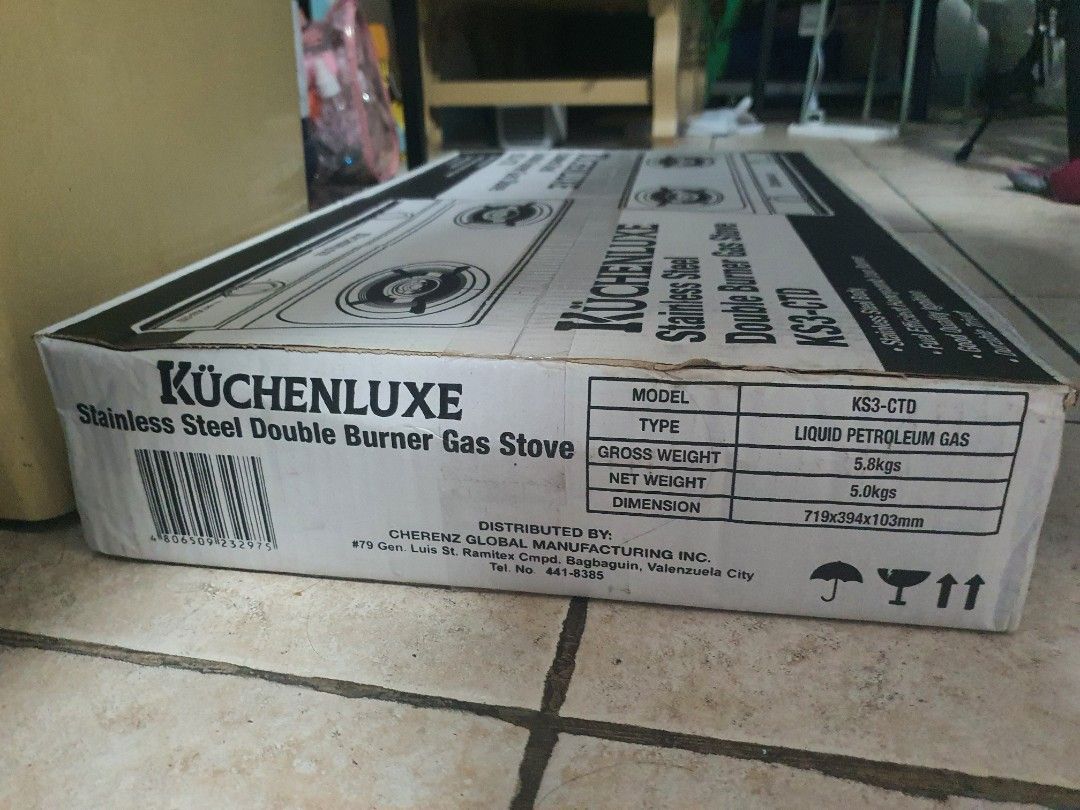 KÜCHENLUXE
Stainless Steel
Double Burner Gas Stove
KS3-CTD
KÜCHENLUXE
Stainless Steel Double Burner Gas Stove
4 806509 232975
MODEL KS3-CTD
TYPE LIQUID PETROLEUM GAS
GROSS WEIGHT 5.8kgs
NET WEIGHT 5.0kgs
DIMENSION 719x394x103mm
DISTRIBUTED BY:
CHERENZ GLOBAL MANUFACTURING INC.
#79 Gen. Luis St. Ramitex Cmpd. Bagbaguin, Valenzuela City
Tel. No. 441-8385